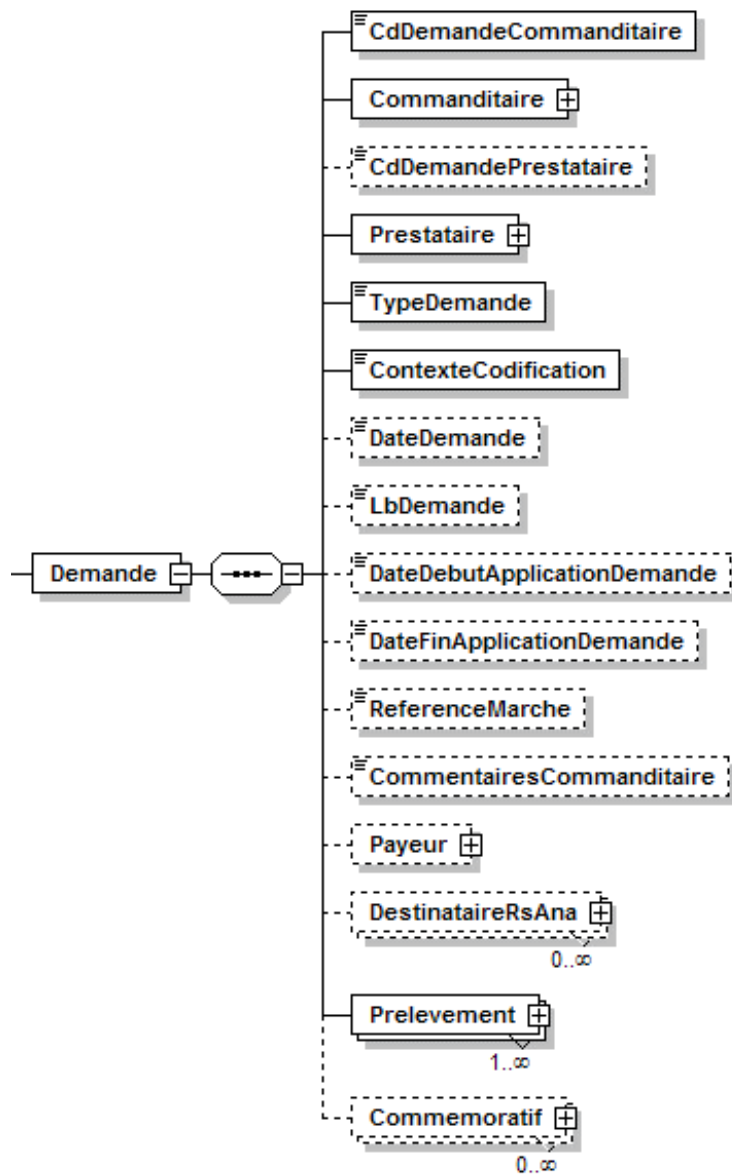 CdDemandeCommanditaire
Commanditaire
CdDemandePrestataire
Prestataire
TypeDemande
ContexteCodification
DateDemande
LbDemande
Demande
DateDebutApplicationDemande
DateFinApplicationDemande
ReferenceMarche
CommentairesCommanditaire
Payeur
DestinataireRsAna
0..∞
Prelevement
1..∞
Commemoratif
0..∞